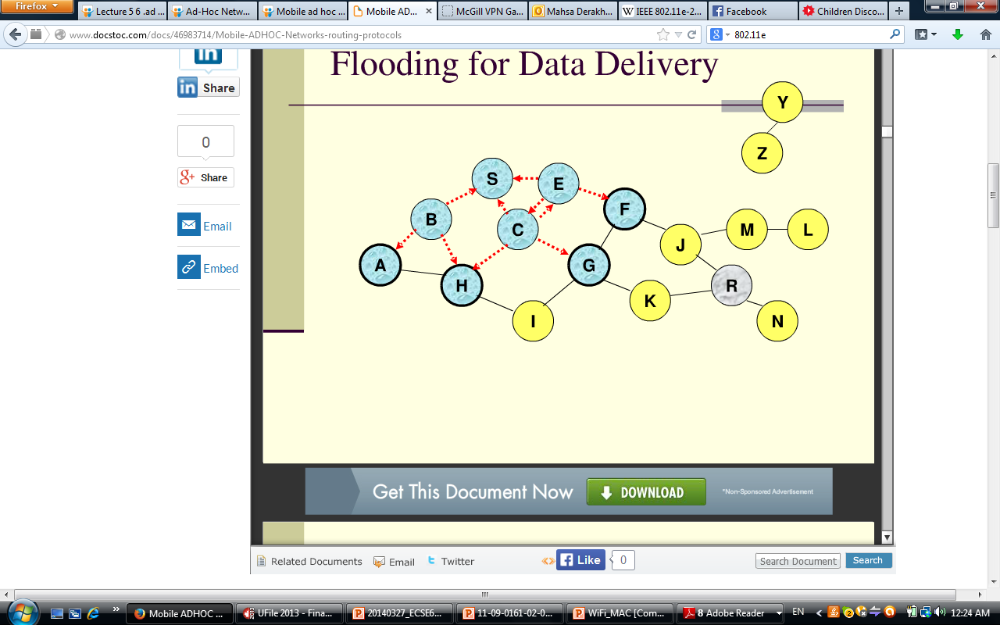 Firefox
Lecture 5 6 .ad ...
Ad-Hoc Netw...
Mobile ad hoc ...
Mobile AD...
McGill VPN Ga...
Mahsa Derakh...
IEEE 802.11e-2...
Facebook
Children Disco...
www.docstoc.com/docs/46983714/Mobile-ADHOC-Networks-routing-protocols
802.11e
in
in Share
0
Share
Email
Embed
Flooding for Data Delivery
Y
Z
S
E
B
C
F
M
L
J
A
H
G
R
K
I
N
Get This Document Now
DOWNLOAD
*Non-Sponsored Advertisement
Related Documents
Email
Twitter
Like
0
Search Document
Search
Mobile ADHOC ...
UFile 2013 - Fina...
20140327_ECSE6...
11-09-0161-02-0...
WiFi_MAC [Com...
8 Adobe Reader
EN
12:24 AM